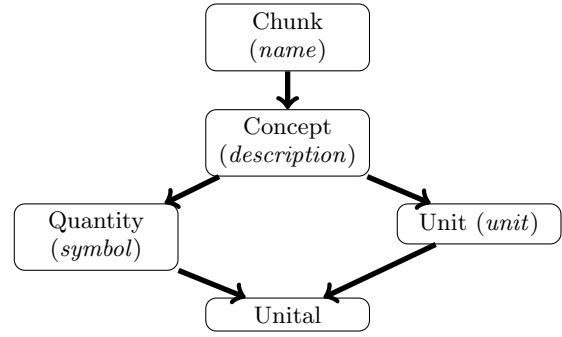 Chunk
(name)
Concept
(description)
Quantity
(symbol)
Unit (unit)
Unital